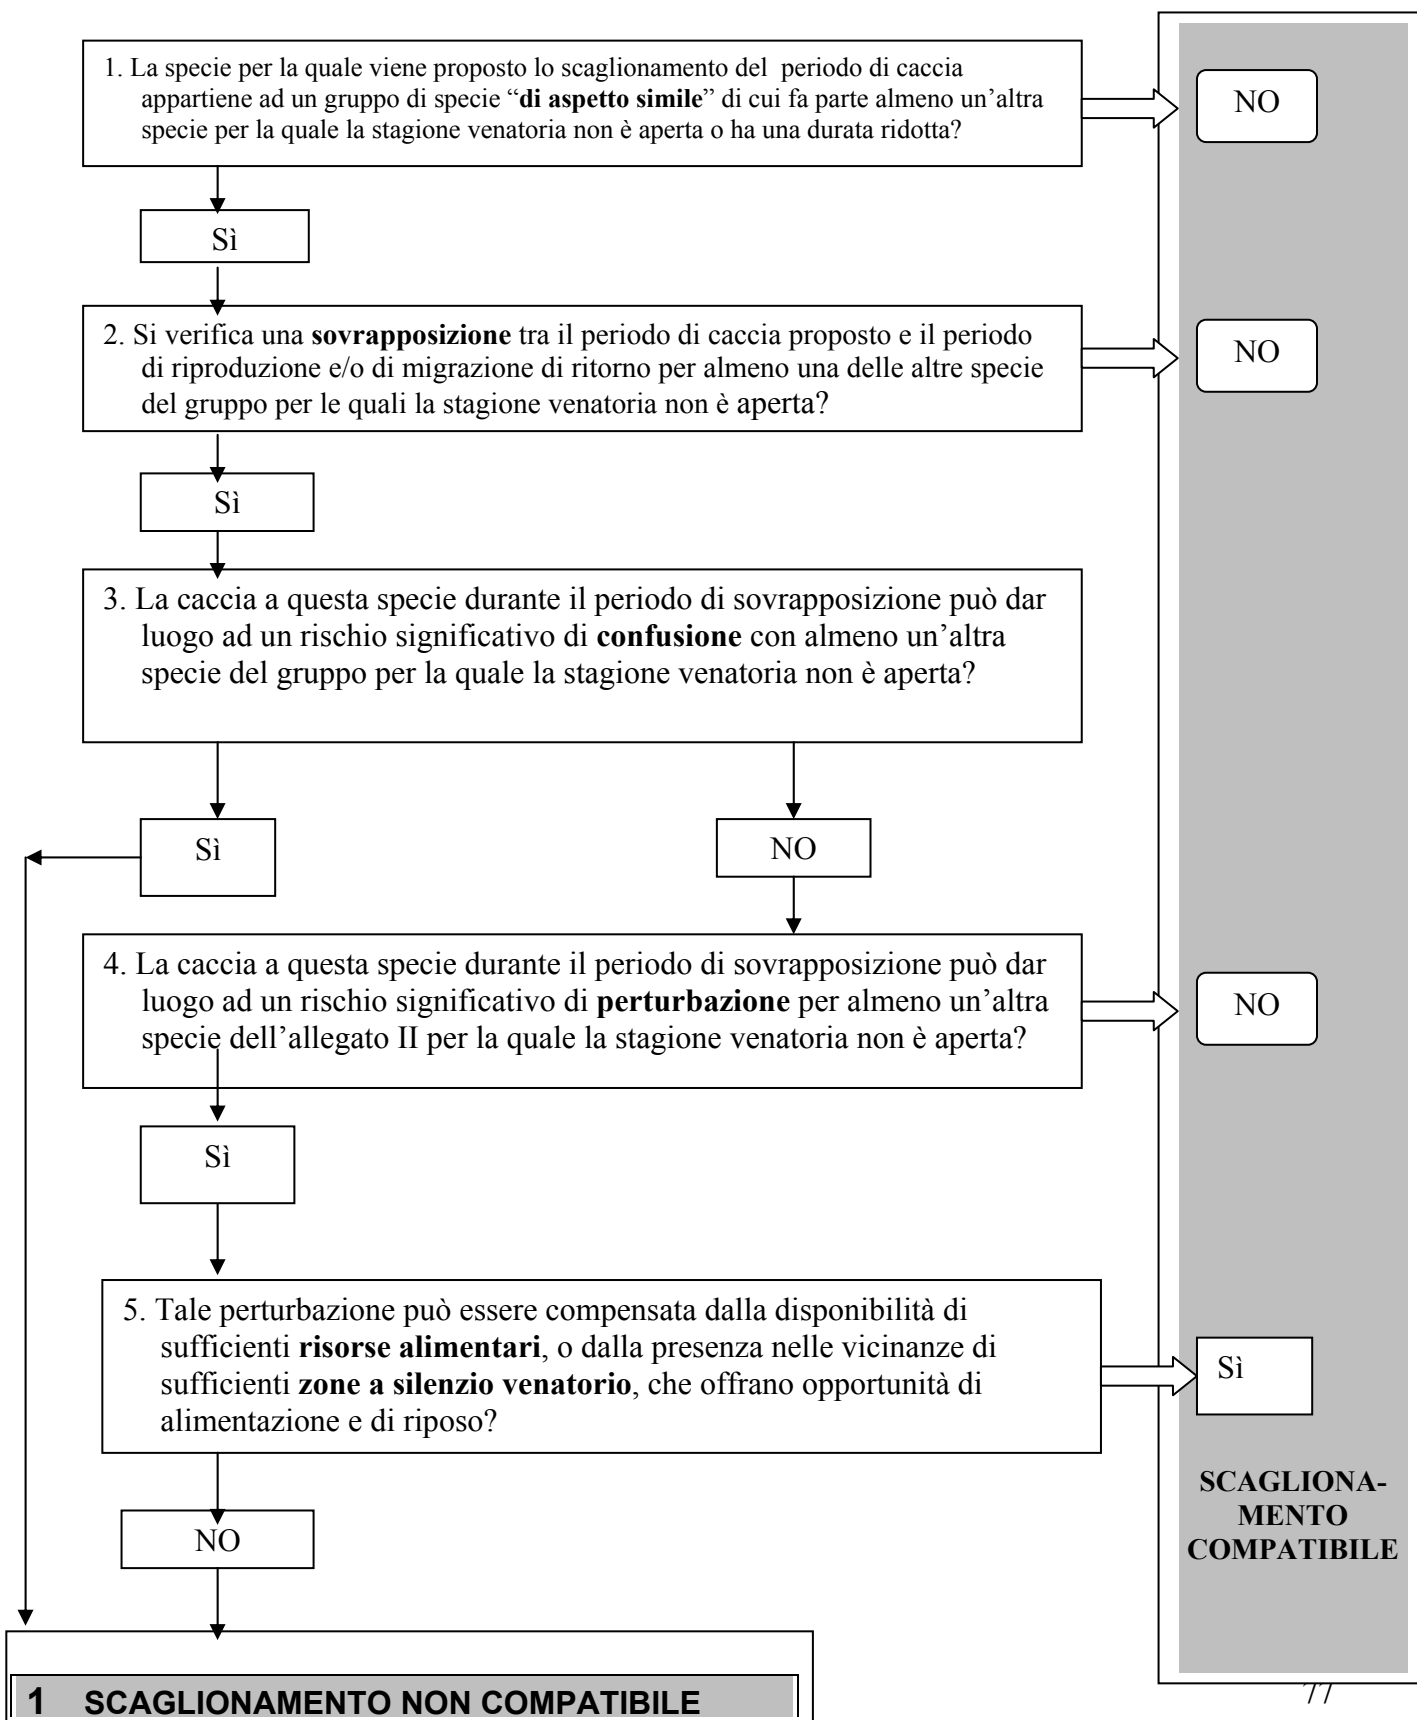 1. La specie per la quale viene proposto lo scaglionamento del periodo di caccia
appartiene ad un gruppo di specie “di aspetto simile” di cui fa parte almeno un’altra
specie per la quale la stagione venatoria non è aperta o ha una durata ridotta?
NO
Sì
2. Si verifica una sovrapposizione tra il periodo di caccia proposto e il periodo
di riproduzione e/o di migrazione di ritorno per almeno una delle altre specie
del gruppo per le quali la stagione venatoria non è aperta?
NO
Sì
3. La caccia a questa specie durante il periodo di sovrapposizione può dar
luogo ad un rischio significativo di confusione con almeno un’altra
specie del gruppo per la quale la stagione venatoria non è aperta?
Sì
NO
4. La caccia a questa specie durante il periodo di sovrapposizione può dar
luogo ad un rischio significativo di perturbazione per almeno un’altra
specie dell’allegato II per la quale la stagione venatoria non è aperta?
NO
Sì
5. Tale perturbazione può essere compensata dalla disponibilità di
sufficienti risorse alimentari, o dalla presenza nelle vicinanze di
sufficienti zone a silenzio venatorio, che offrano opportunità di
alimentazione e di riposo?
Sì
SCAGLIONA-
MENTO
COMPATIBILE
NO
1 SCAGLIONAMENTO NON COMPATIBILE
77